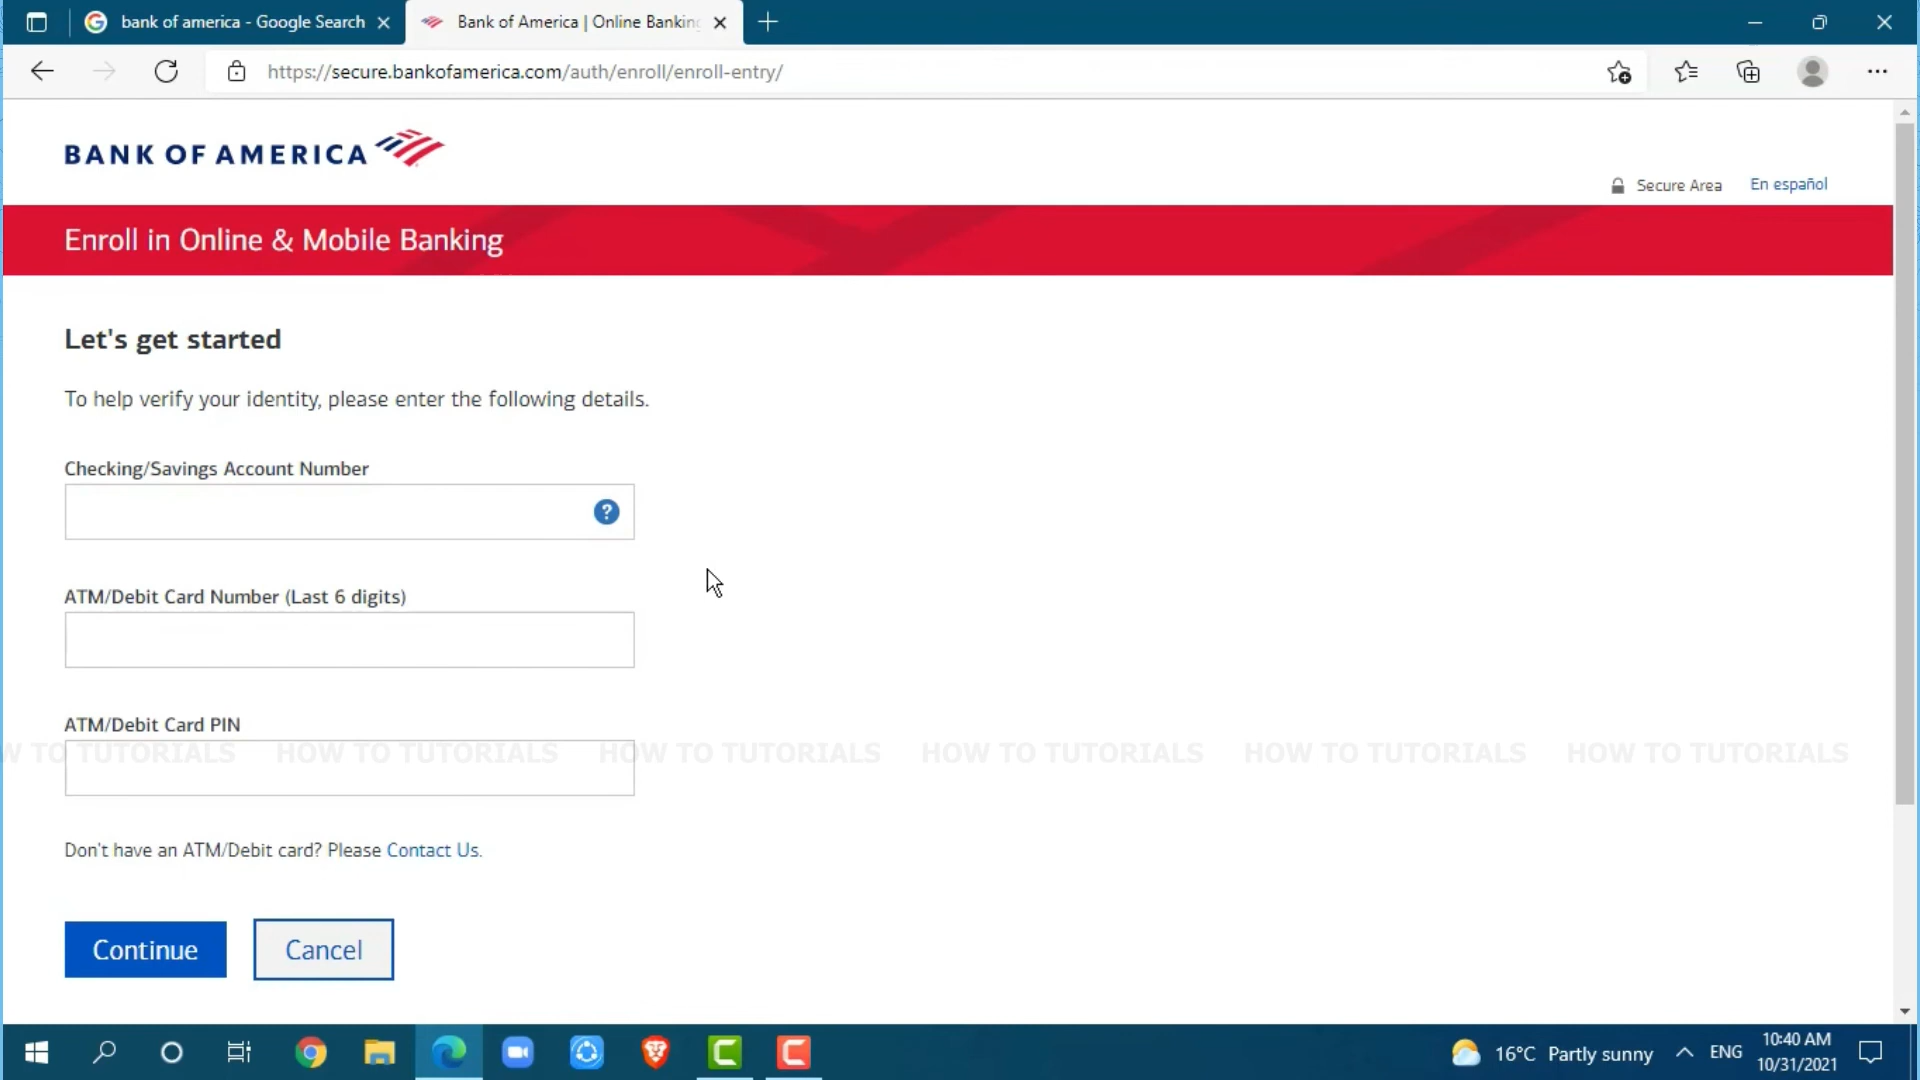 bank of america - Google Search
Bank of America | Online Banking
https://secure.bankofamerica.com/auth/enroll/enroll-entry/
BANK OF AMERICA
Secure Area
En español
Enroll in Online & Mobile Banking
Let's get started
To help verify your identity, please enter the following details.
Checking/Savings Account Number
?
ATM/Debit Card Number (Last 6 digits)
ATM/Debit Card PIN
W TO TUTORIALS HOW TO TUTORIALS HOW TO TUTORIALS HOW TO TUTORIALS HOW TO TUTORIALS HOW TO TUTORIALS
Don't have an ATM/Debit card? Please Contact Us.
Continue
Cancel
16°C Partly sunny
ENG
10:40 AM
10/31/2021